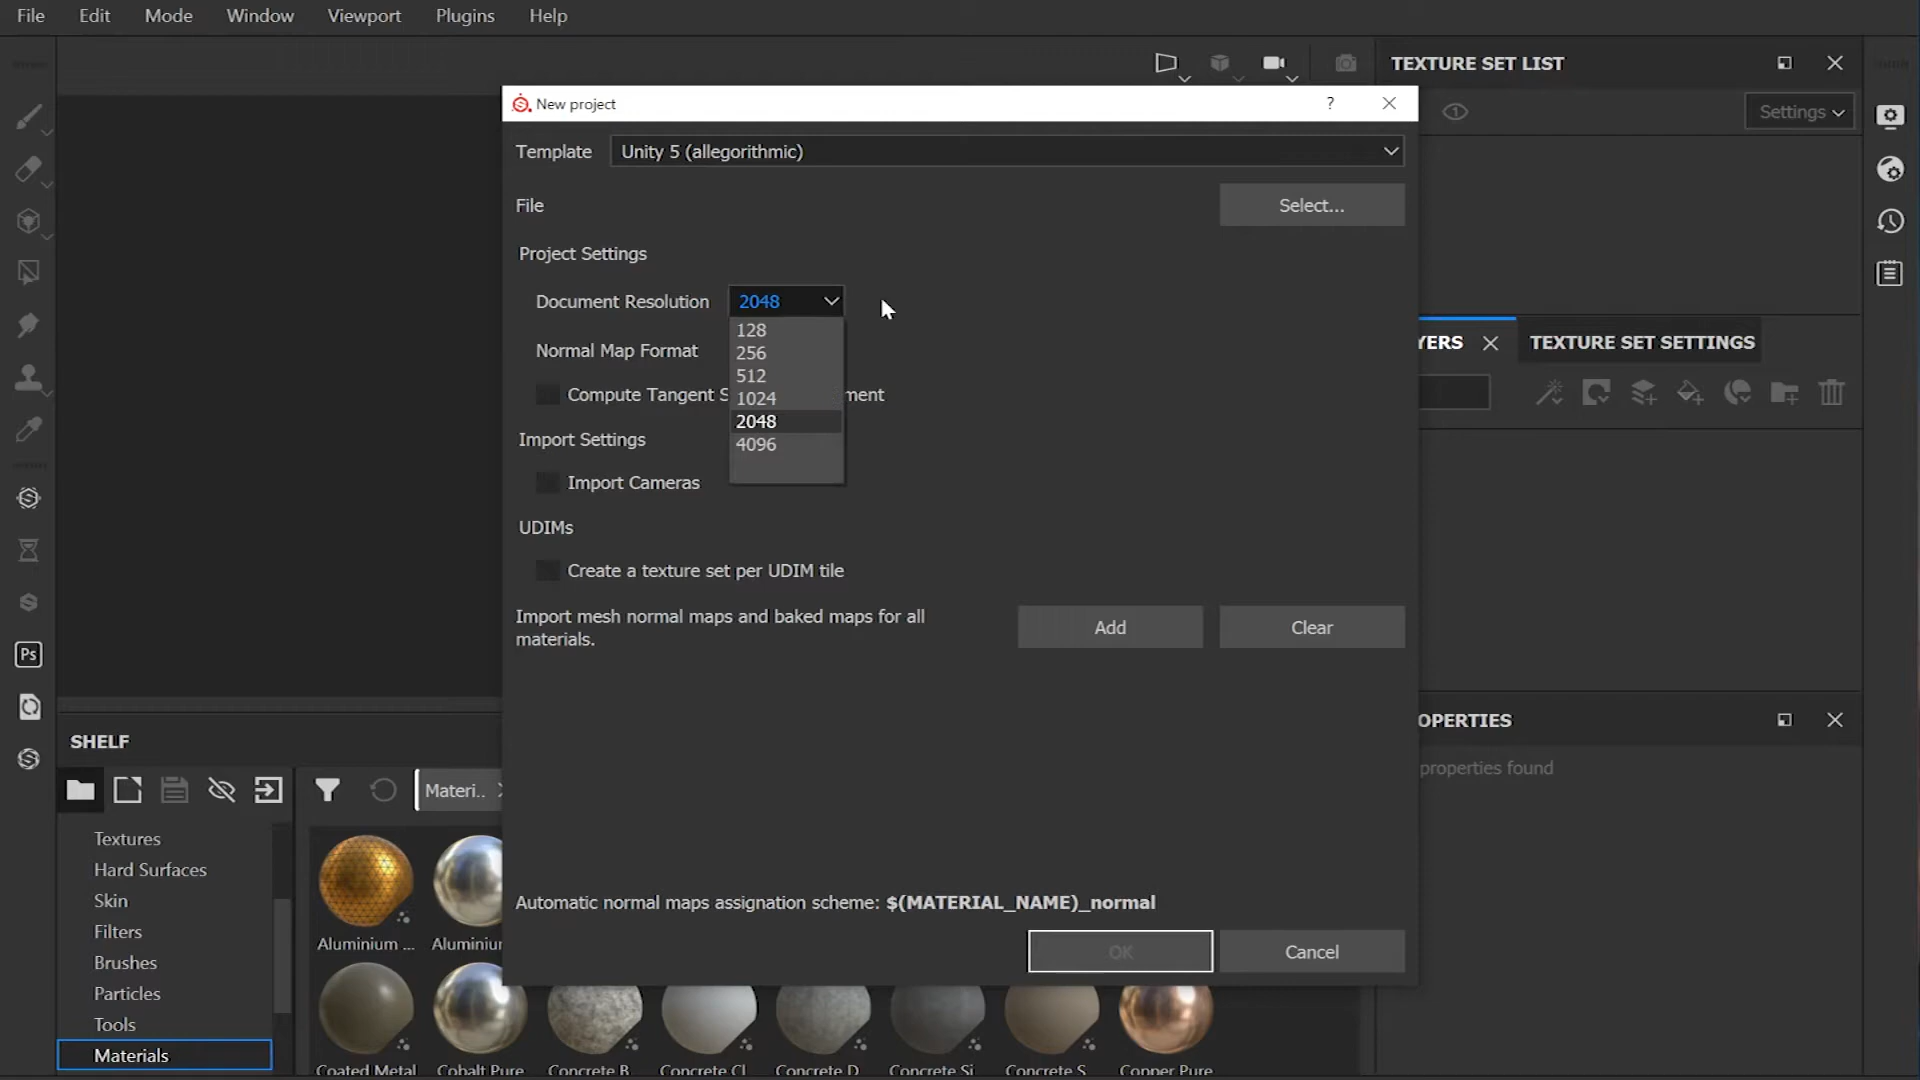 File Edit Mode Window Viewport Plugins Help
TEXTURE SET LIST
Settings
New project ?
Template Unity 5 (allegorithmic)
File Select...
Project Settings
Document Resolution 2048
128
256
512
1024
2048
4096
Normal Map Format
Compute Tangent S ment
Import Settings
Import Cameras
UDIMs
Create a texture set per UDIM tile
Import mesh normal maps and baked maps for all
materials.
Add Clear
Automatic normal maps assignation scheme: $(MATERIAL_NAME)_normal
OK Cancel
YERS TEXTURE SET SETTINGS
OPERTIES
properties found
Ps
SHELF
Materi..
Textures
Hard Surfaces
Skin
Filters
Brushes
Particles
Tools
Materials
Aluminium ... Aluminiun
Coated Metal Cobalt Pure Concrete B... Concrete Cl... Concrete D... Concrete Si... Concrete S... Copper Pure